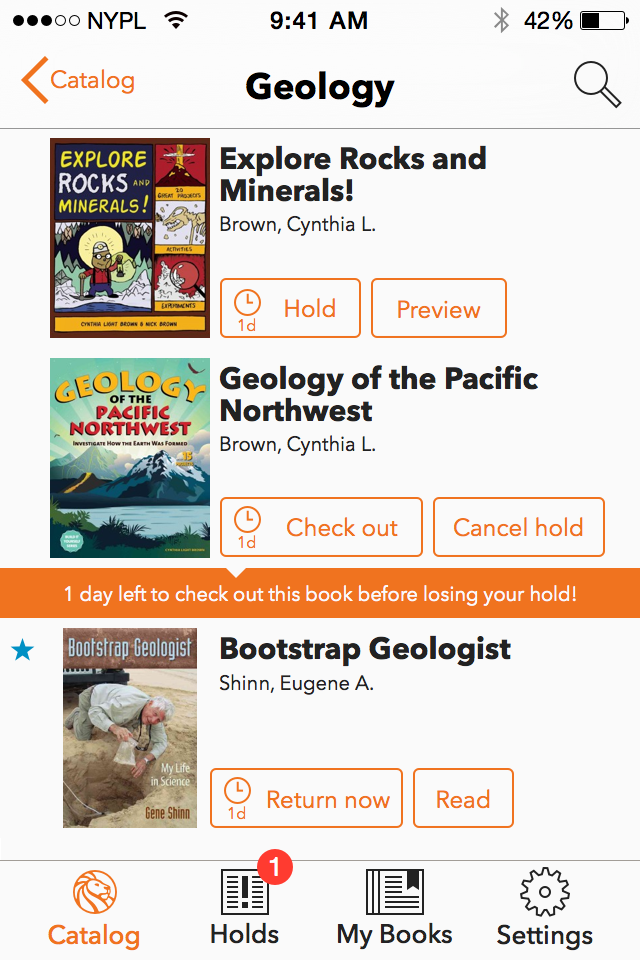 NYPL 9:41 AM 42%
Catalog
Geology
EXPLORE
ROCKS AND
MINERALS!
20
GREAT PROJECTS
ACTIVITIES
EXPERIMENTS
CYNTHIA LIGHT BROWN & NICK BROWN
Explore Rocks and
Minerals!
Brown, Cynthia L.
1d
Hold
Preview
GEOLOGY
OF THE
PACIFIC
NORTHWEST
INVESTIGATE HOW THE EARTH WAS FORMED
15
CYNTHIA LIGHT BROWN
Geology of the Pacific
Northwest
Brown, Cynthia L.
1d
Check out
Cancel hold
1 day left to check out this book before losing your hold!
Bootstrap Geologist
My Life
in Science
Gene Shinn
Bootstrap Geologist
Shinn, Eugene A.
1d
Return now
Read
1
Catalog
Holds
My Books
Settings